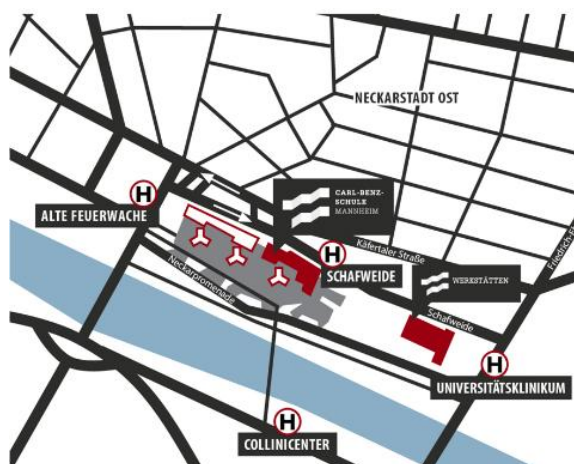 NECKARSTADT OST
CARL-BENZ-
SCHULE
MANNHEIM
H
ALTE FEUERWACHE
H
SCHAFWEIDE
Käfertaler Straße
WERKSTÄTTEN
Neckarpromenade
Schafweide
H
UNIVERSITÄTSKLINIKUM
H
COLLINICENTER